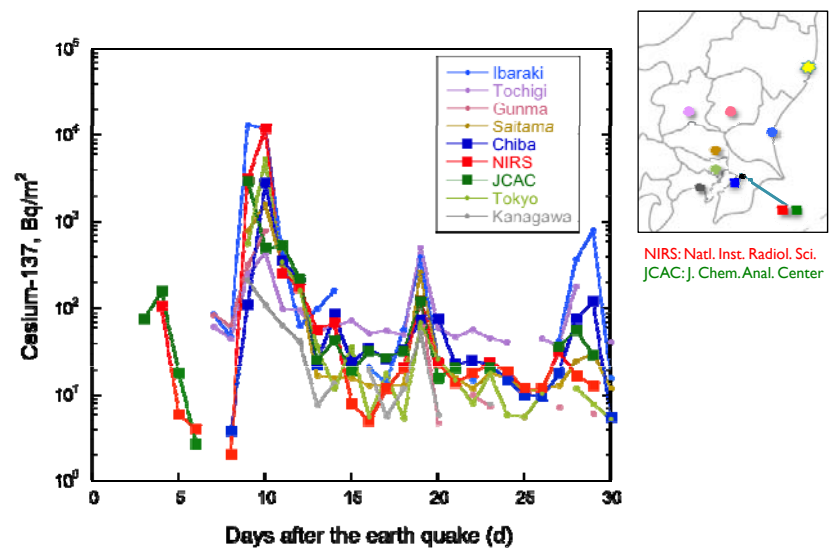 Cesium-137, Bq/m²
10⁵
10⁴
10³
10²
10¹
10⁰
0 5 10 15 20 25 30
Days after the earth quake (d)
Ibaraki
Tochigi
Gunma
Saitama
Chiba
NIRS
JCAC
Tokyo
Kanagawa
NIRS: Natl. Inst. Radiol. Sci.
JCAC: J. Chem. Anal. Center